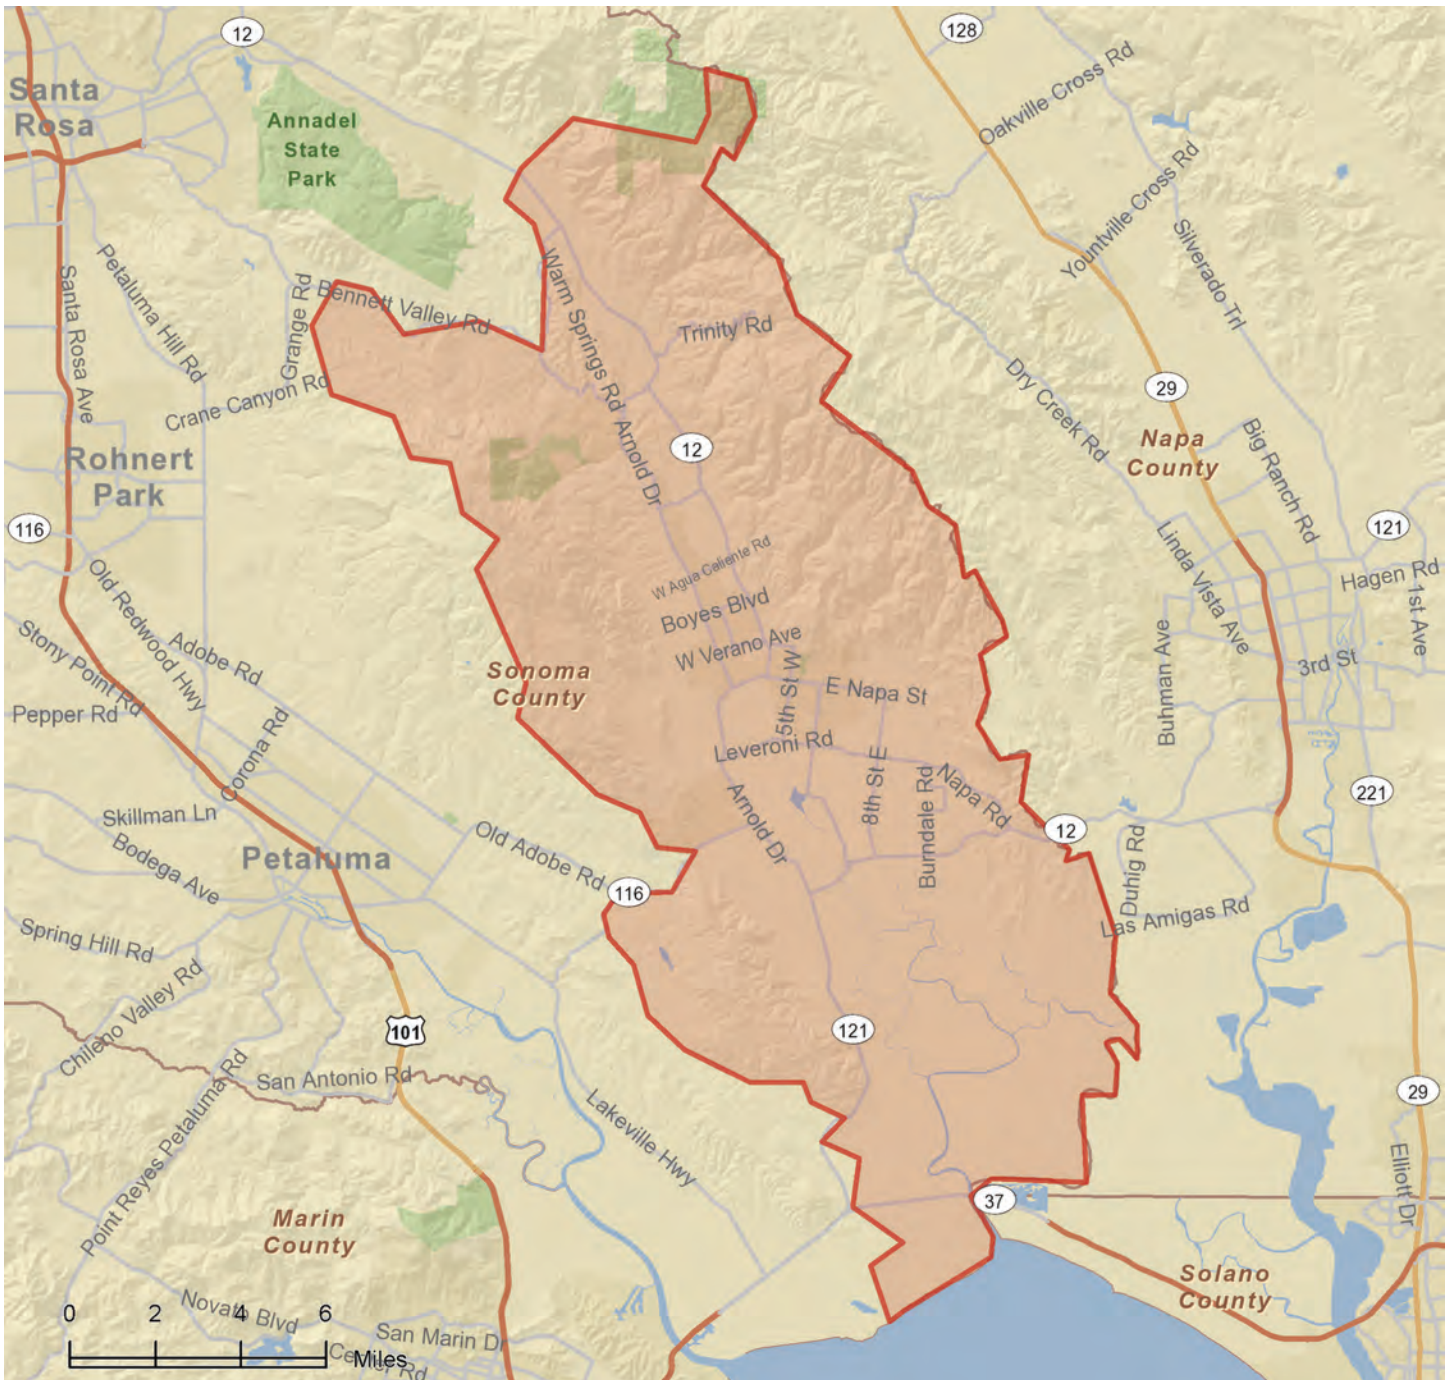 12
128
Santa
Rosa
Oakville Cross Rd
Annadel
State
Park
Yountville Cross Rd
Silverado Trl
Petaluma Hill Rd
Santa Rosa Ave
Grange Rd
Bennett Valley Rd
Warm Springs Rd
Trinity Rd
Crane Canyon Rd
Dry Creek Rd
29
Napa
County
Arnold Dr
12
Big Ranch Rd
Rohnert
Park
116
121
Linda Vista Ave
Hagen Rd
1st Ave
W Agua Caliente Rd
Boyes Blvd
W Verano Ave
Old Redwood Hwy
Adobe Rd
Stony Point Rd
Pepper Rd
Sonoma
County
5th St W
E Napa St
Buhman Ave
3rd St
Corona Rd
Leveroni Rd
8th St E
Burndale Rd
Napa Rd
221
Skillman Ln
Arnold Dr
12
Bodega Ave
Petaluma
Old Adobe Rd
116
Duhig Rd
Las Amigas Rd
Spring Hill Rd
Chileno Valley Rd
101
121
San Antonio Rd
Point Reyes Petaluma Rd
Lakeville Hwy
29
Elliott Dr
37
Marin
County
Solano
County
0 2 4 6
Miles
Novato Blvd
San Marin Dr
Center Rd